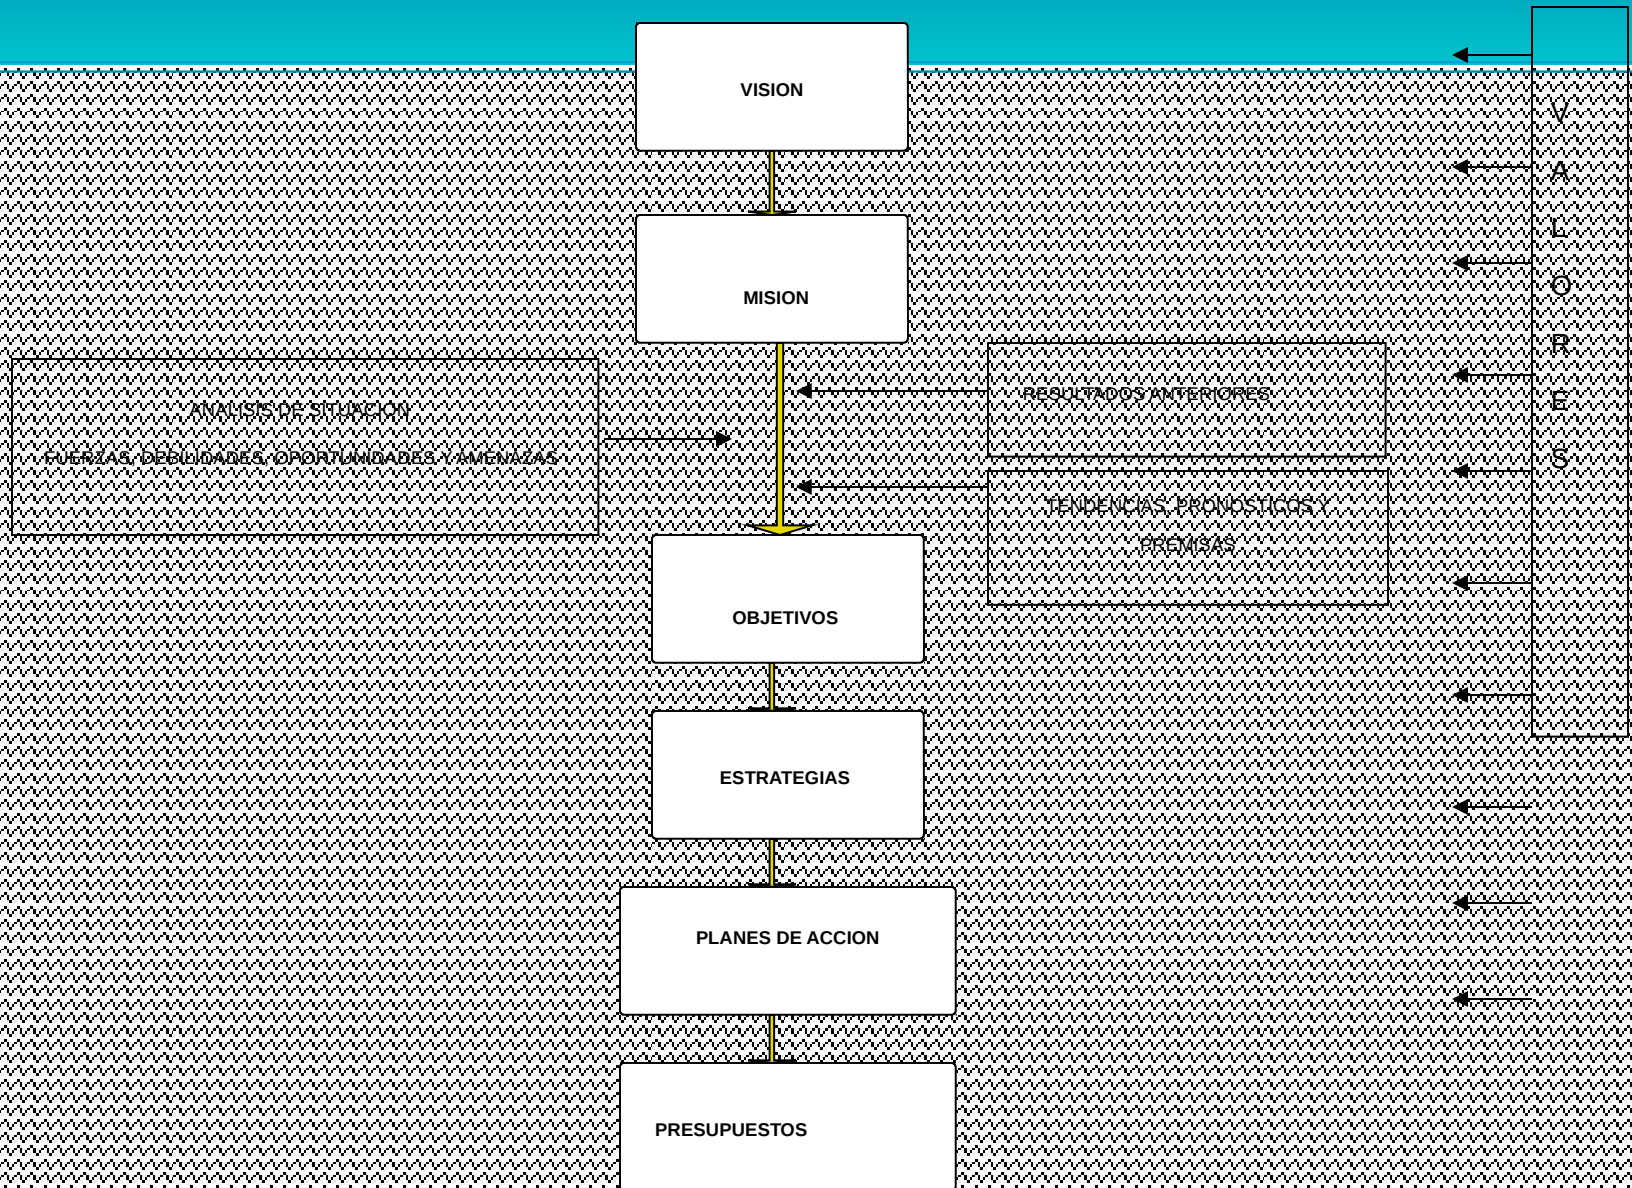 VISION
MISION
ANALISIS DE SITUACION
FUERZAS, DEBILIDADES, OPORTUNIDADES Y AMENAZAS
RESULTADOS ANTERIORES
TENDENCIAS, PRONOSTICOS Y
PREMISAS
OBJETIVOS
ESTRATEGIAS
PLANES DE ACCION
PRESUPUESTOS
V
A
L
O
R
E
S